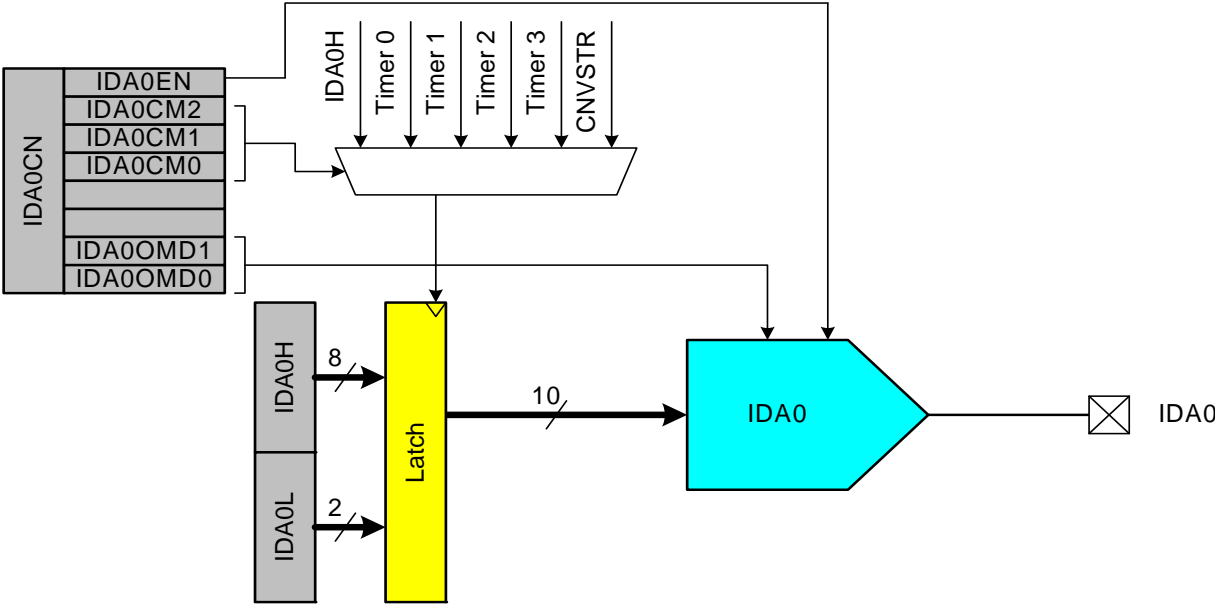 IDA0CN
IDA0EN
IDA0CM2
IDA0CM1
IDA0CM0
IDA0OMD1
IDA0OMD0
IDA0H
Timer 0
Timer 1
Timer 2
Timer 3
CNVSTR
IDA0H
8
IDA0L
2
Latch
10
IDA0
IDA0